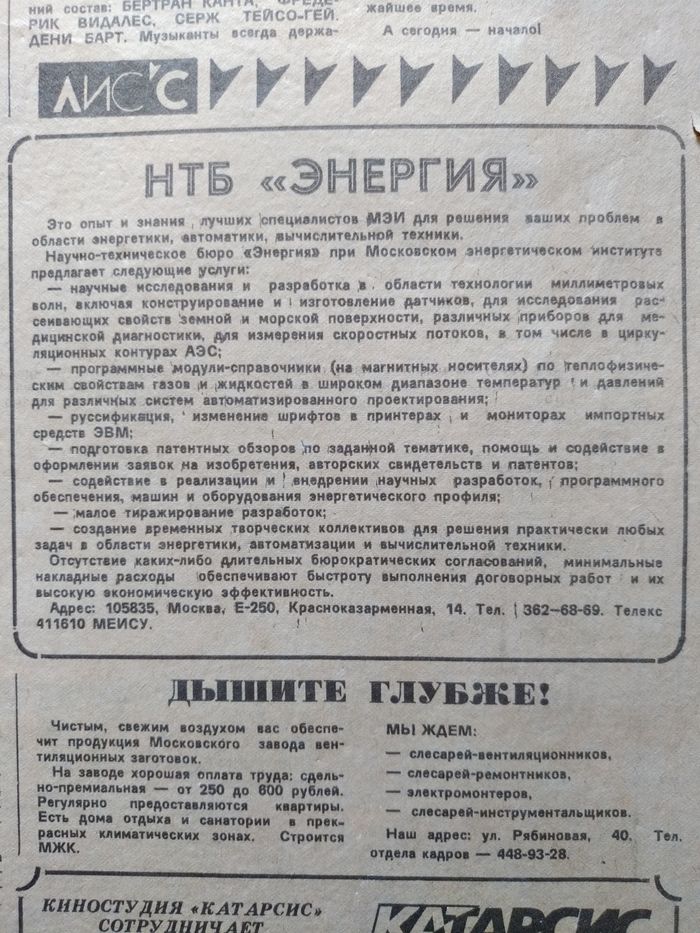 ний состав: БЕРТРАН КАНТА, ФРЕДЕ-
РИК ВИДАЛЕС, СЕРЖ ТЕЙСО-ГЕЙ.
ДЕНИ БАРТ. Музыканты всегда держа-
жайшее время.
А сегодня — начало!
ЛИС'С
НТБ «ЭНЕРГИЯ»
Это опыт и знания лучших специалистов МЭИ для решения ваших проблем в
области энергетики, автоматики, вычислительной техники.
Научно-техническое бюро «Энергия» при Московском энергетическом институте
предлагает следующие услуги:
— научные исследования и разработка в области технологии миллиметровых
волн, включая конструирование и изготовление датчиков, для исследования рас-
сеивающих свойств земной и морской поверхности, различных приборов для ме-
дицинской диагностики, для измерения скоростных потоков, в том числе в цирку-
ляционных контурах АЭС;
— программные модули-справочники (на магнитных носителях) по теплофизиче-
ским свойствам газов и жидкостей в широком диапазоне температур и давлений
для различных систем автоматизированного проектирования;
— руссификация, изменение шрифтов в принтерах и мониторах импортных
средств ЭВМ;
— подготовка патентных обзоров по заданной тематике, помощь и содействие в
оформлении заявок на изобретения, авторских свидетельств и патентов;
— содействие в реализации и внедрении научных разработок, программного
обеспечения, машин и оборудования энергетического профиля;
— малое тиражирование разработок;
— создание временных творческих коллективов для решения практически любых
задач в области энергетики, автоматизации и вычислительной техники.
Отсутствие каких-либо длительных бюрократических согласований, минимальные
накладные расходы обеспечивают быстроту выполнения договорных работ и их
высокую экономическую эффективность.
Адрес: 105835, Москва, Е-250, Красноказарменная, 14. Тел. 362-68-69. Телекс
411610 МЕИСУ.
ДЫШИТЕ ГЛУБЖЕ!
Чистым, свежим воздухом вас обеспе-
чит продукция Московского завода вен-
тиляционных заготовок.
На заводе хорошая оплата труда: сдель-
но-премиальная — от 250 до 600 рублей.
Регулярно предоставляются квартиры.
Есть дома отдыха и санатории в прек-
расных климатических зонах. Строится
МЖК.
МЫ ЖДЕМ:
— слесарей-вентиляционников,
— слесарей-ремонтников,
— электромонтеров,
— слесарей-инструментальщиков.
Наш адрес: ул. Рябиновая, 40. Тел.
отдела кадров — 448-93-28.
КИНОСТУДИЯ «КАТАРСИС»
СОТРУДНИЧАЕТ
КАТАРСИС